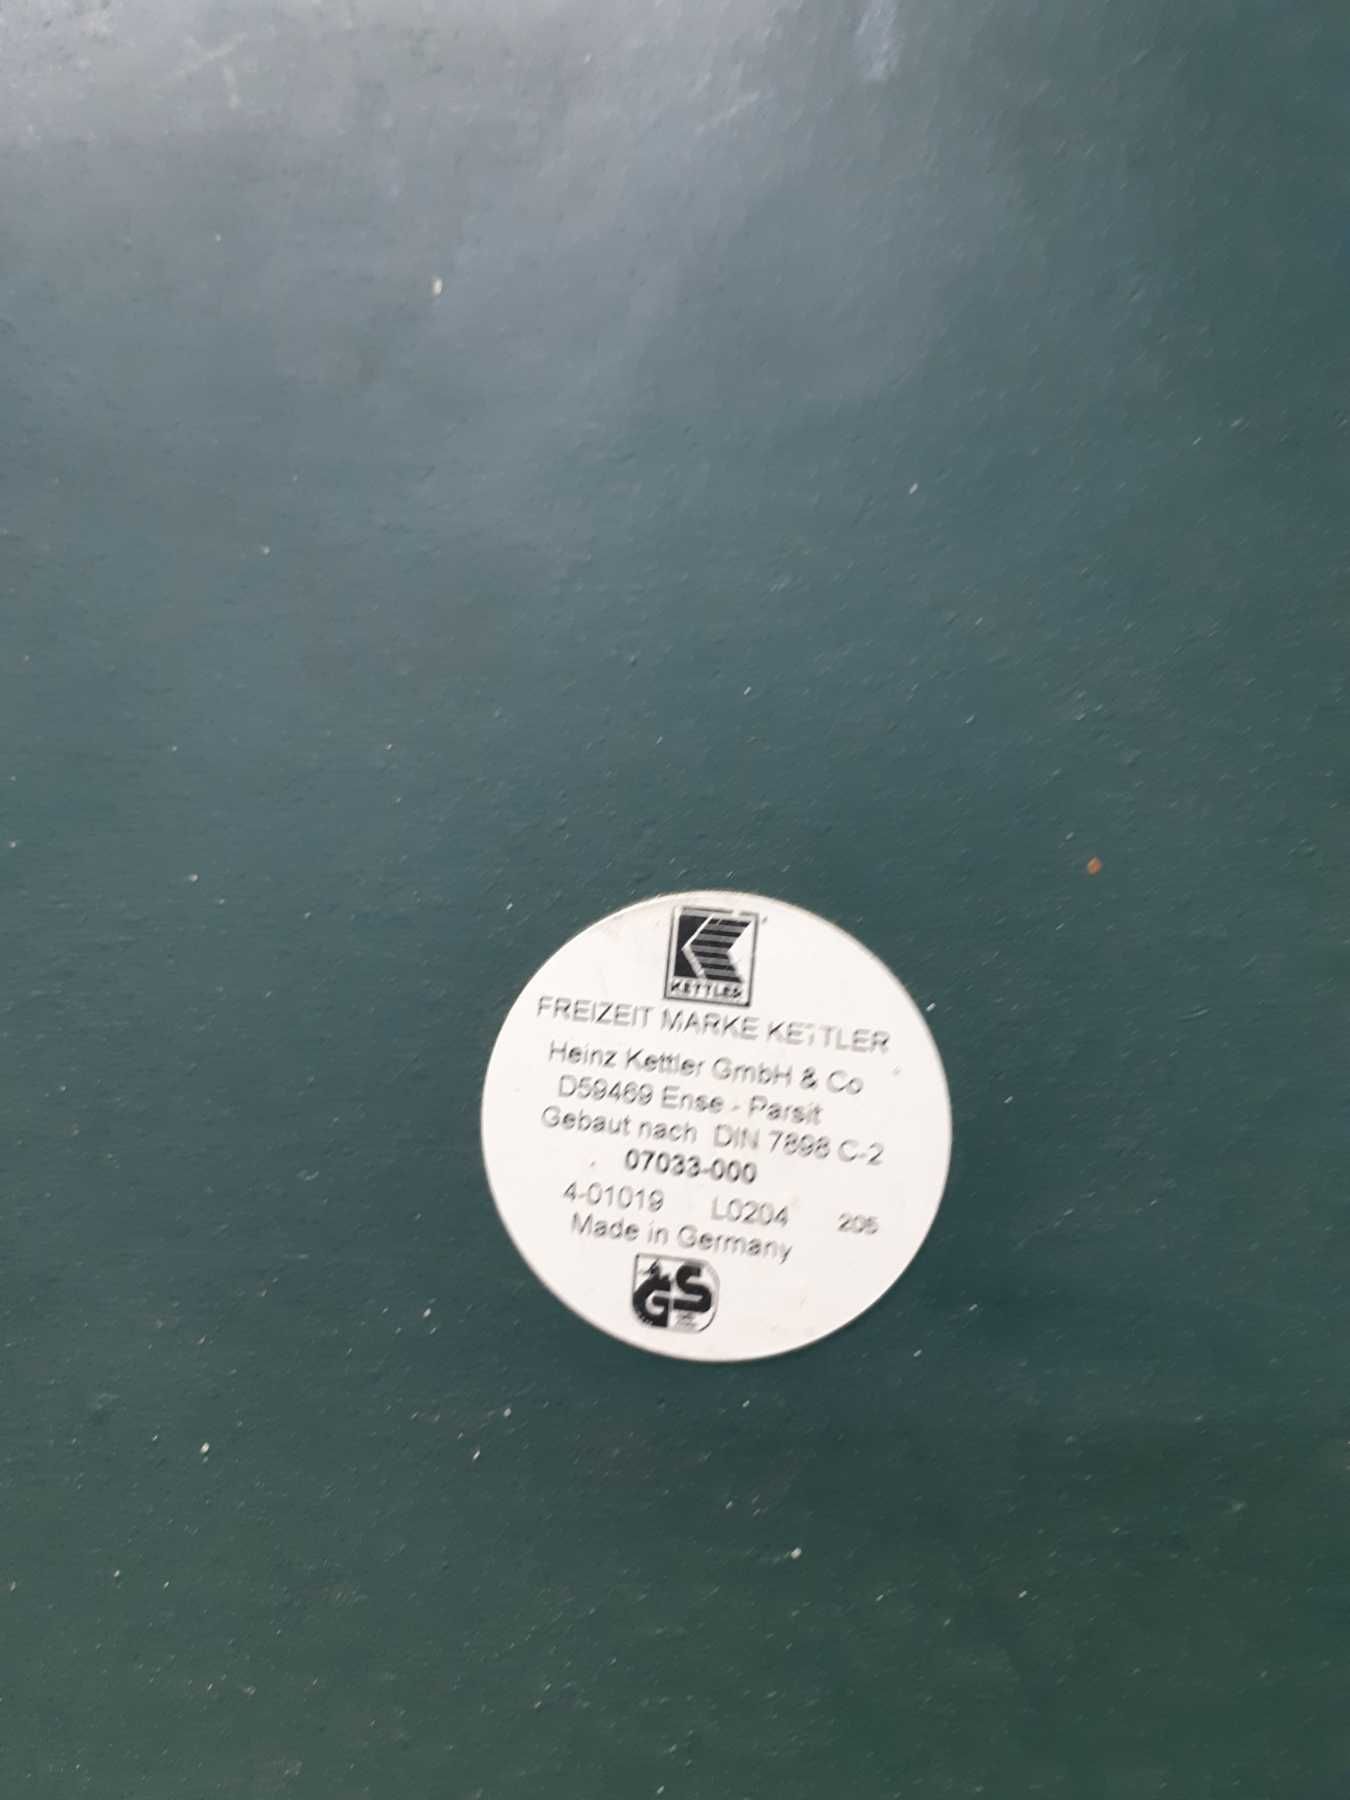 KETTLER
FREIZEIT MARKE KETTLER
Heinz Kettler GmbH & Co
D59469 Ense - Parsit
Gebaut nach DIN 7898 C-2
07033-000
4-01019 L0204 205
Made in Germany
GS